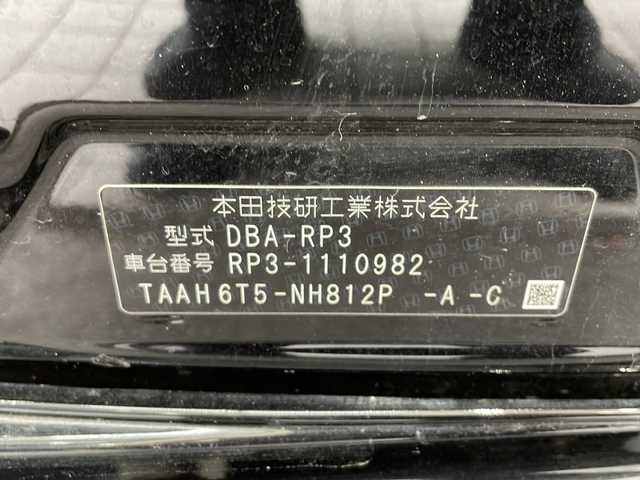 本田技研工業株式会社
型式 DBA-RP3
車台番号 RP3-1110982
TAAH6T5-NH812P -A -C